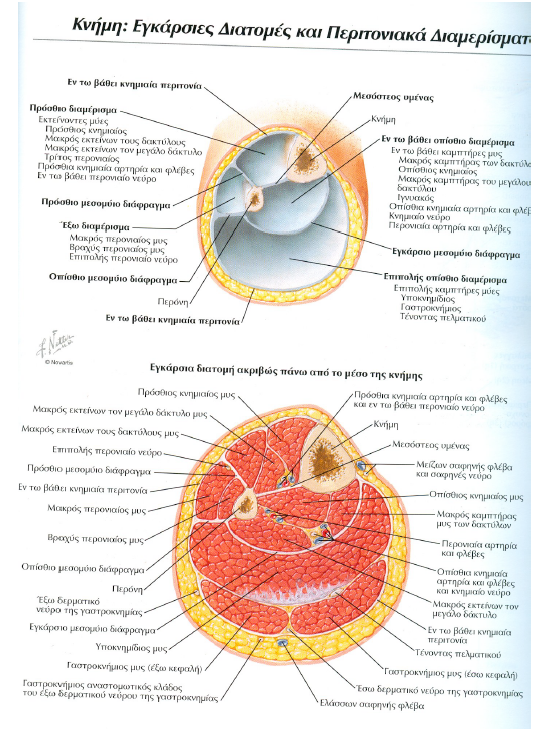 Κνήμη: Εγκάρσιες Διατομές και Περιτονιακά Διαμερίσματ
Εν τω βάθει κνημιαία περιτονία
Πρόσθιο διαμέρισμα
Εκτείνοντες μύες
Πρόσθιος κνημιαίος
Μακρός εκτείνων τους δακτύλους
Μακρός εκτείνων τον μεγάλο δάκτυλο
Τρίτος περονιαίος
Πρόσθια κνημιαία αρτηρία και φλέβες
Εν τω βάθει περονιαίο νεύρο
Πρόσθιο μεσομύιο διάφραγμα
Έξω διαμέρισμα
Μακρός περονιαίος μυς
Βραχύς περονιαίος μυς
Επιπολής περονιαίο νεύρο
Οπίσθιο μεσομύιο διάφραγμα
Περόνη
Εν τω βάθει κνημιαία περιτονία
Μεσόστεος υμένας
Κνήμη
Εν τω βάθει οπίσθιο διαμέρισμα
Εν τω βάθει καμπτήρες μυς
Μακρός καμπτήρας των δακτύλω
Οπίσθιος κνημιαίος
Μακρός καμπτήρας του μεγάλου
δακτύλου
Ιγνυακός
Οπίσθια κνημιαία αρτηρία και φλέβ
Κνημιαίο νεύρο
Περονιαία αρτηρία και φλέβες
Εγκάρσιο μεσομύιο διάφραγμα
Επιπολής οπίσθιο διαμέρισμα
Επιπολής καμπτήρες μύες
Υποκνημίδιος
Γαστροκνήμιος
Τένοντας πελματικού
© Novartis
Εγκάρσια διατομή ακριβώς πάνω από το μέσο της κνήμης
Πρόσθιος κνημιαίος μυς
Μακρός εκτείνων τον μεγάλο δάκτυλο μυς
Μακρός εκτείνων τους δακτύλους μυς
Επιπολής περονιαίο νεύρο
Πρόσθιο μεσομύιο διάφραγμα
Εν τω βάθει κνημιαία περιτονία
Μακρός περονιαίος μυς
Βραχύς περονιαίος μυς
Οπίσθιο μεσομύιο διάφραγμα
Περόνη
Έξω δερματικό
νεύρο της γαστροκνημίας
Εγκάρσιο μεσομύιο διάφραγμα
Υποκνημίδιος μυς
Γαστροκνήμιος μυς (έξω κεφαλή)
Γαστροκνήμιος αναστομωτικός κλάδος
του έξω δερματικού νεύρου της γαστροκνημίας
Πρόσθια κνημιαία αρτηρία και φλέβες
και εν τω βάθει περονιαίο νεύρο
Κνήμη
Μεσόστεος υμένας
Μείζων σαφηνής φλέβα
και σαφηνές νεύρο
Οπίσθιος κνημιαίος μυς
Μακρός καμπτήρας
μυς των δακτύλων
Περονιαία αρτηρία
και φλέβες
Οπίσθια κνημιαία
αρτηρία και φλέβες
και κνημιαίο νεύρο
Μακρός εκτείνων τον
μεγάλο δάκτυλο
Εν τω βάθει κνημιαία
περιτονία
Τένοντας πελματικού
Γαστροκνήμιος μυς (έσω κεφαλή)
Έσω δερματικό νεύρο της γαστροκνημίας
Ελάσσων σαφηνής φλέβα